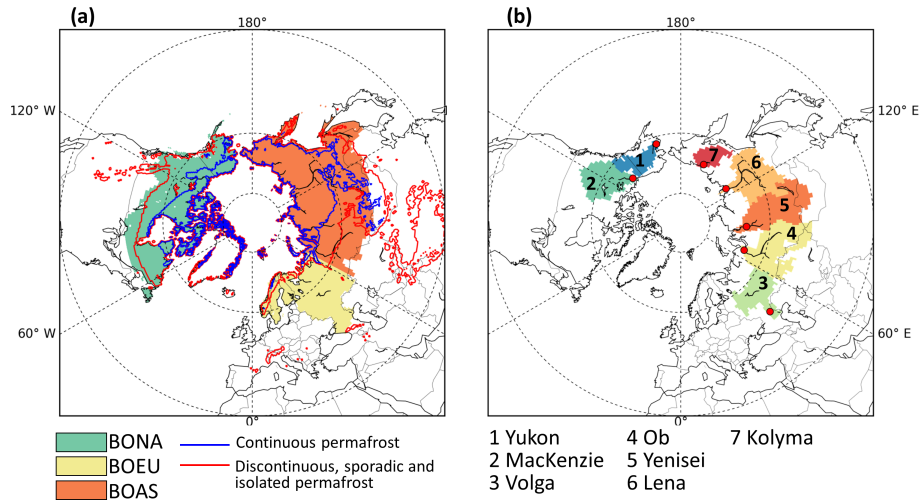 (a)
180°
(b)
180°
120° W
120° E
7
1
6
2
5
4
3
60° W
60° E
0°
0°
BONA
Continuous permafrost
BOEU
Discontinuous, sporadic and
isolated permafrost
BOAS
1 Yukon
4 Ob
7 Kolyma
2 MacKenzie
5 Yenisei
3 Volga
6 Lena